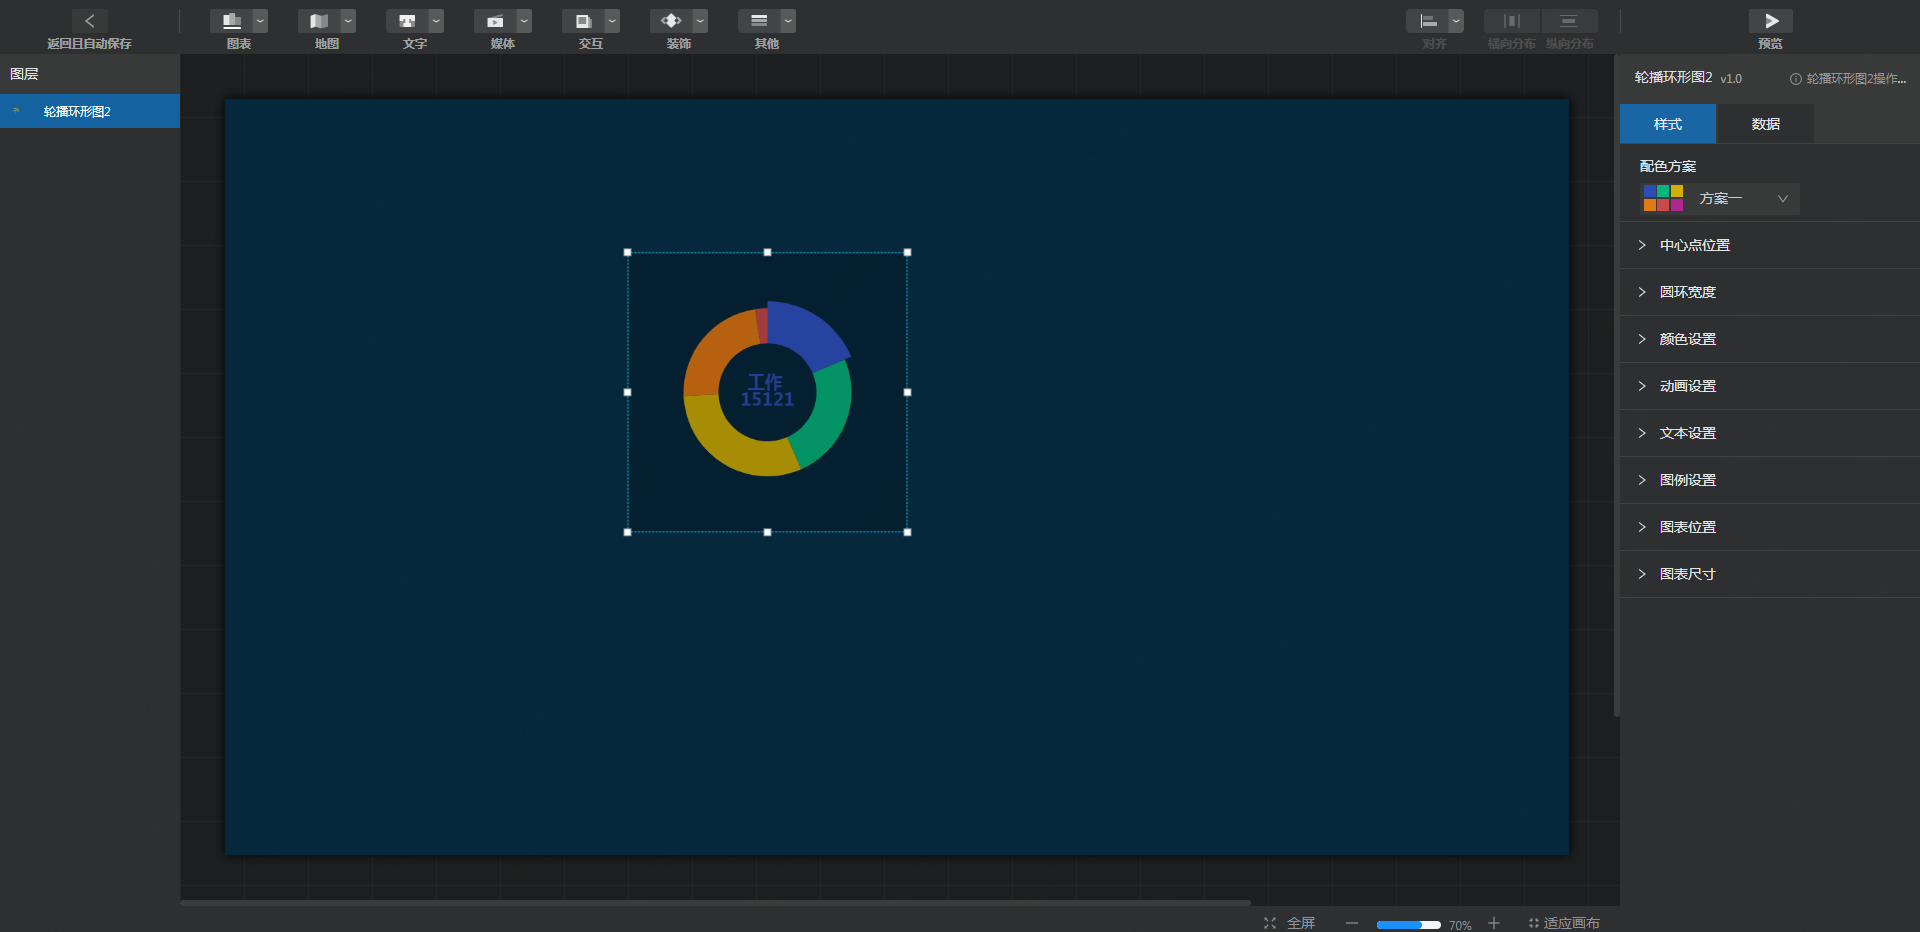 返回且自动保存
图表
地图
文字
媒体
交互
装饰
其他
对齐
横向分布
纵向分布
预览
图层
轮播环形图2
工作
15121
轮播环形图2 v1.0
轮播环形图2操作...
样式
数据
配色方案
方案一
中心点位置
圆环宽度
颜色设置
动画设置
文本设置
图例设置
图表位置
图表尺寸
全屏
70%
适应画布